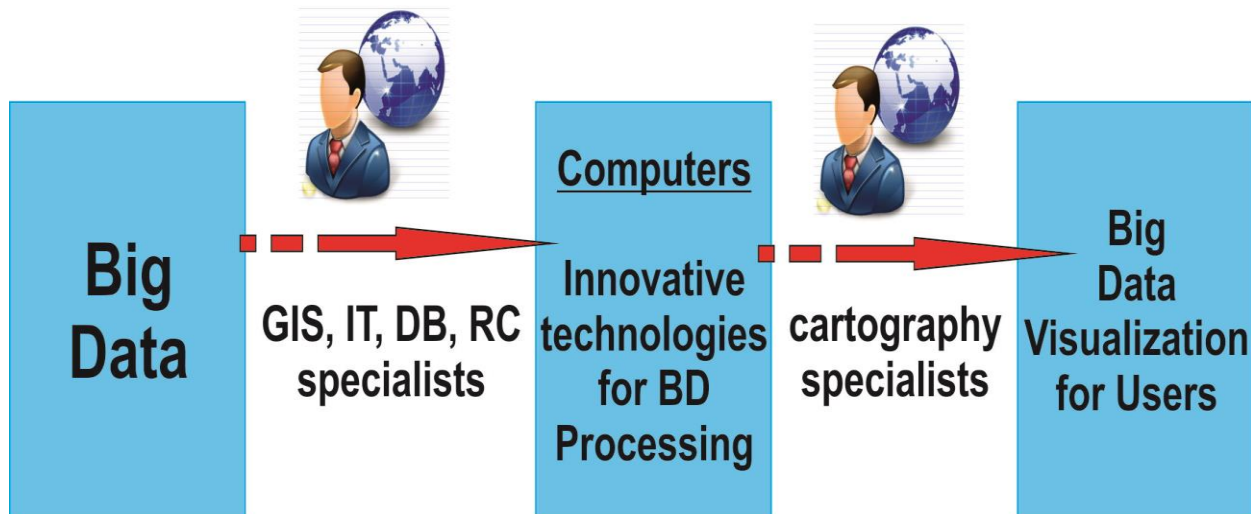 Big
Data
GIS, IT, DB, RC
specialists
Computers
Innovative
technologies
for BD
Processing
cartography
specialists
Big
Data
Visualization
for Users